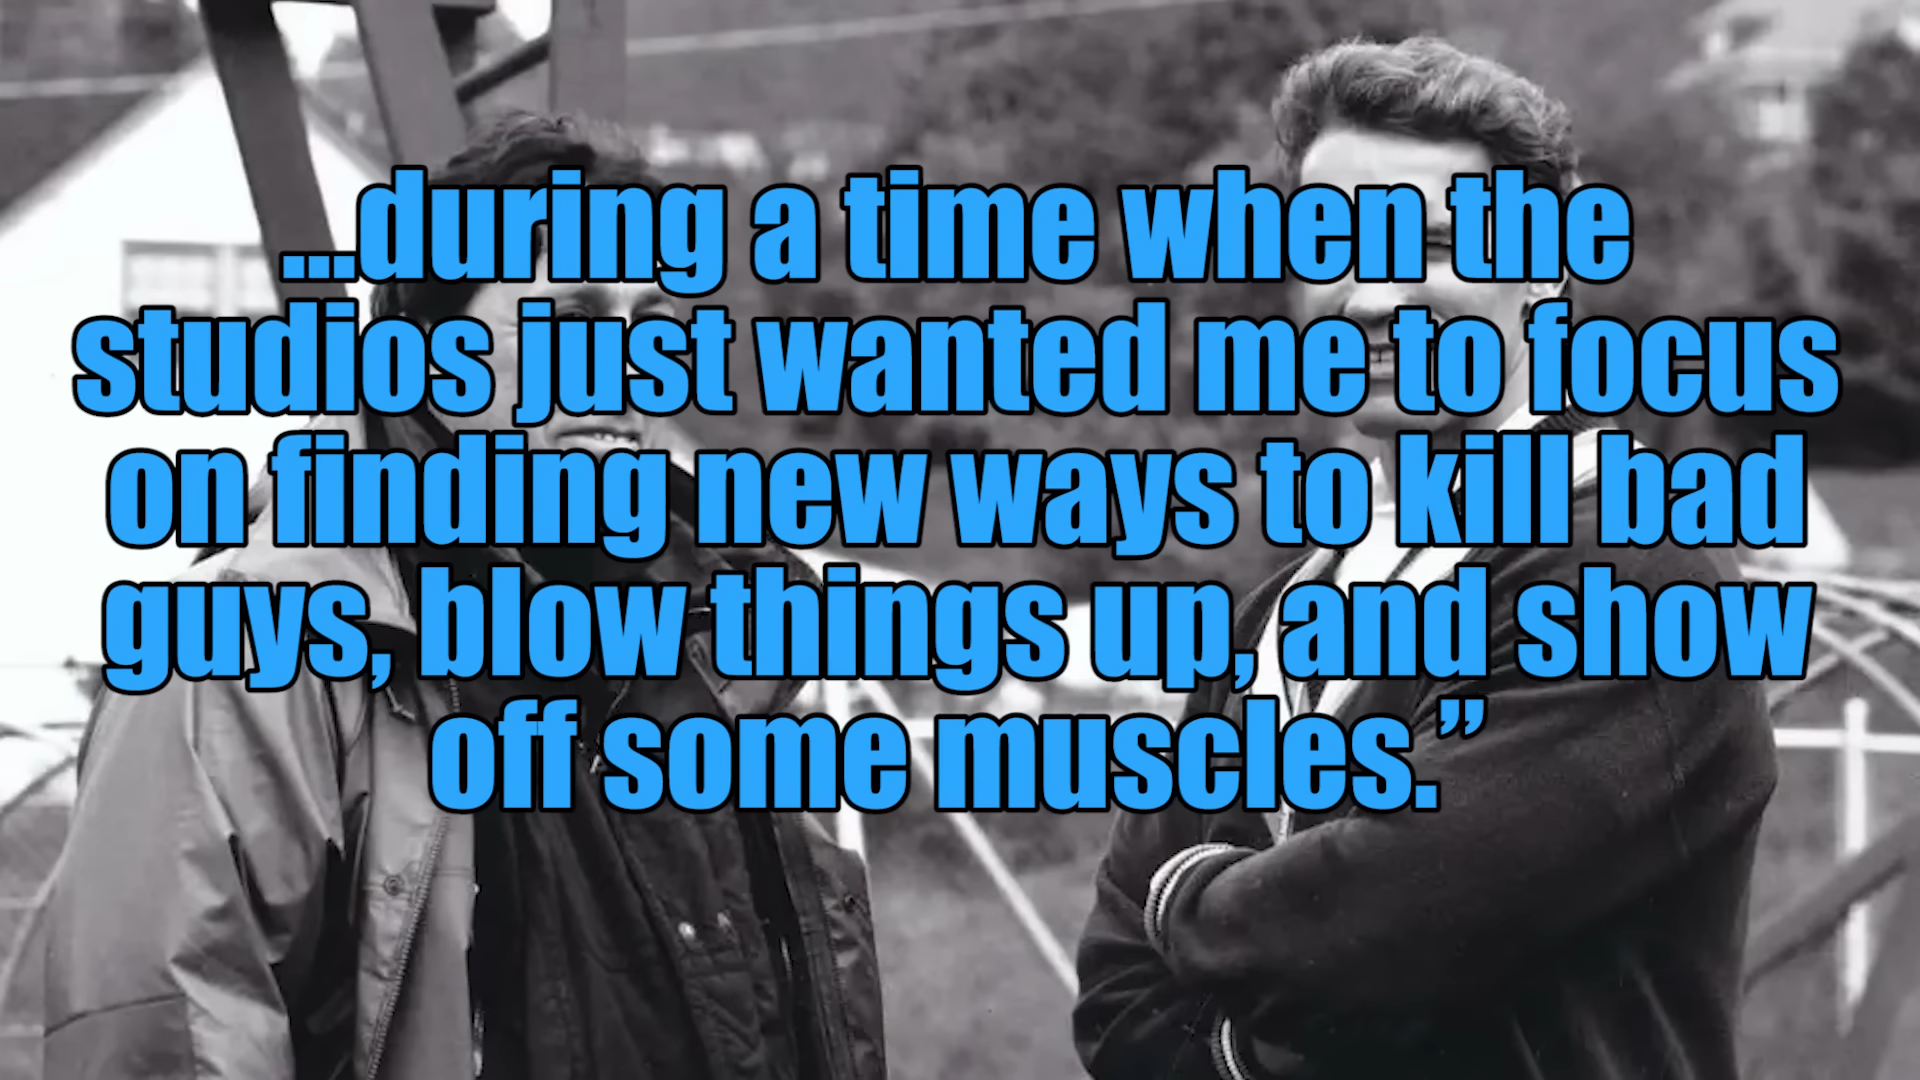 ...during a time when the
studios just wanted me to focus
on finding new ways to kill bad
guys, blow things up, and show
off some muscles.”